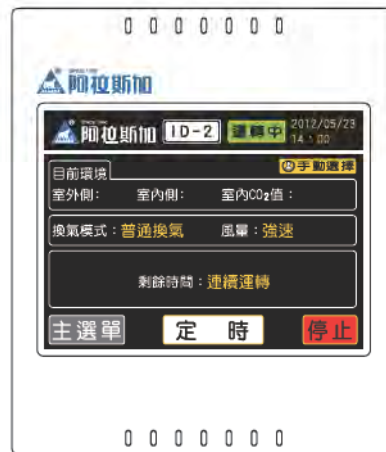 阿拉斯加
阿拉斯加 ID-2 運轉中 2012/05/23
目前環境 手動選擇
室外側: 室內側: 室內CO₂值:
換氣模式:普通換氣 風量:強速
剩餘時間:連續運轉
主選單 定 時 停止